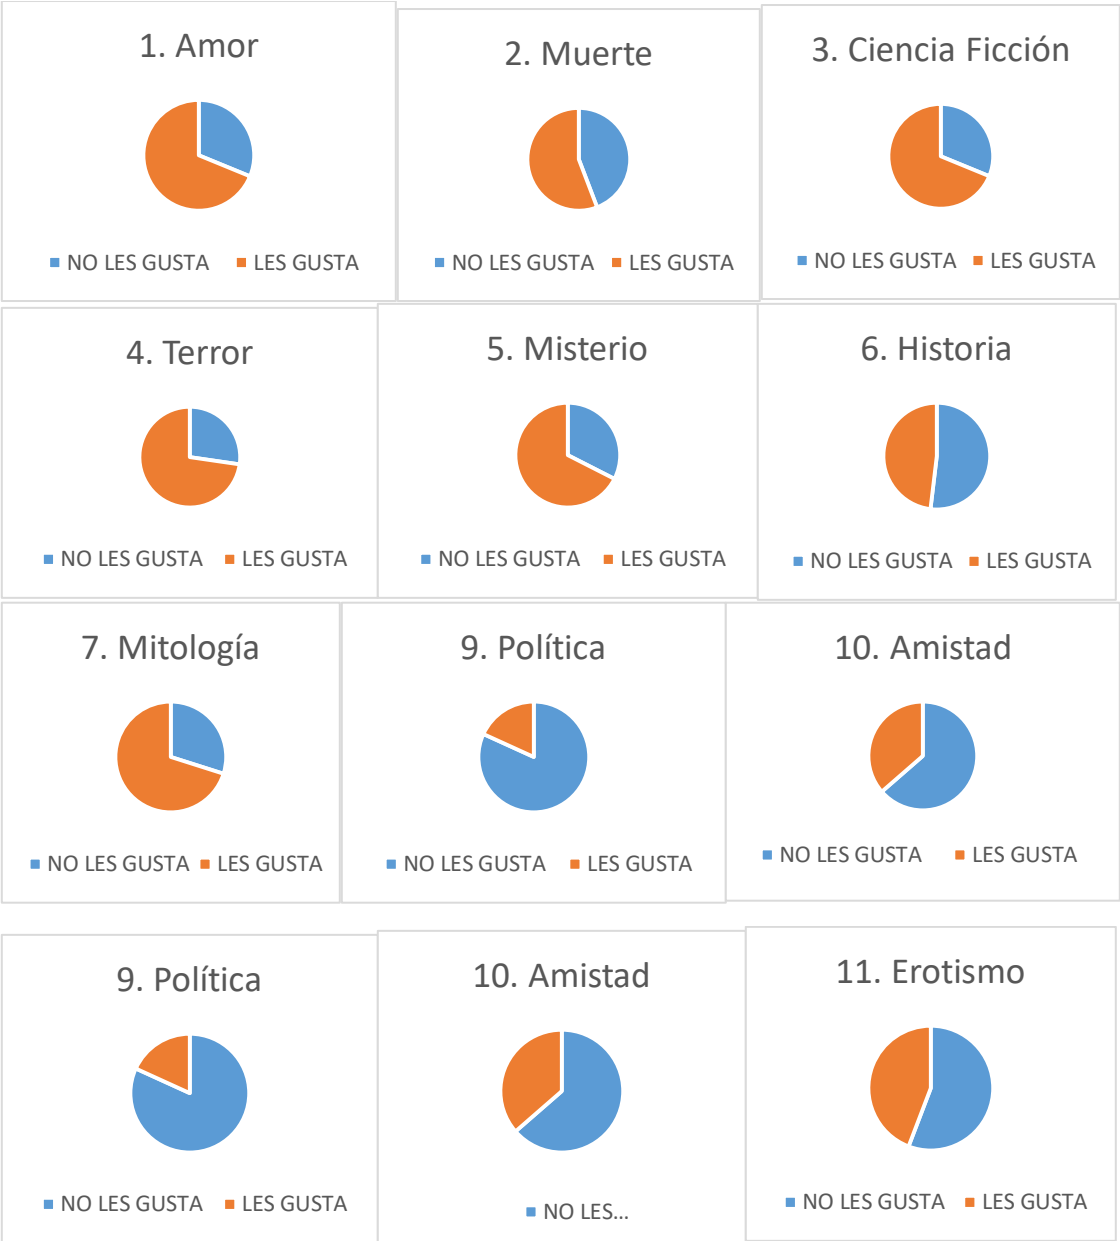 1. Amor
NO LES GUSTA LES GUSTA
2. Muerte
NO LES GUSTA LES GUSTA
3. Ciencia Ficción
NO LES GUSTA LES GUSTA
4. Terror
NO LES GUSTA LES GUSTA
5. Misterio
NO LES GUSTA LES GUSTA
6. Historia
NO LES GUSTA LES GUSTA
7. Mitología
NO LES GUSTA LES GUSTA
9. Política
NO LES GUSTA LES GUSTA
10. Amistad
NO LES GUSTA LES GUSTA
9. Política
NO LES GUSTA LES GUSTA
10. Amistad
NO LES...
11. Erotismo
NO LES GUSTA LES GUSTA